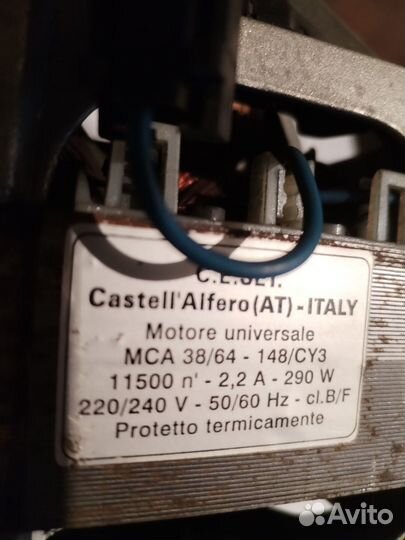 C.E.SET.
Castell'Alfero(AT)-ITALY
Motore universale
MCA 38/64 - 148/CY3
11500 n' - 2,2 A - 290 W
220/240 V - 50/60 Hz - cl.B/F
Protetto termicamente
Avito